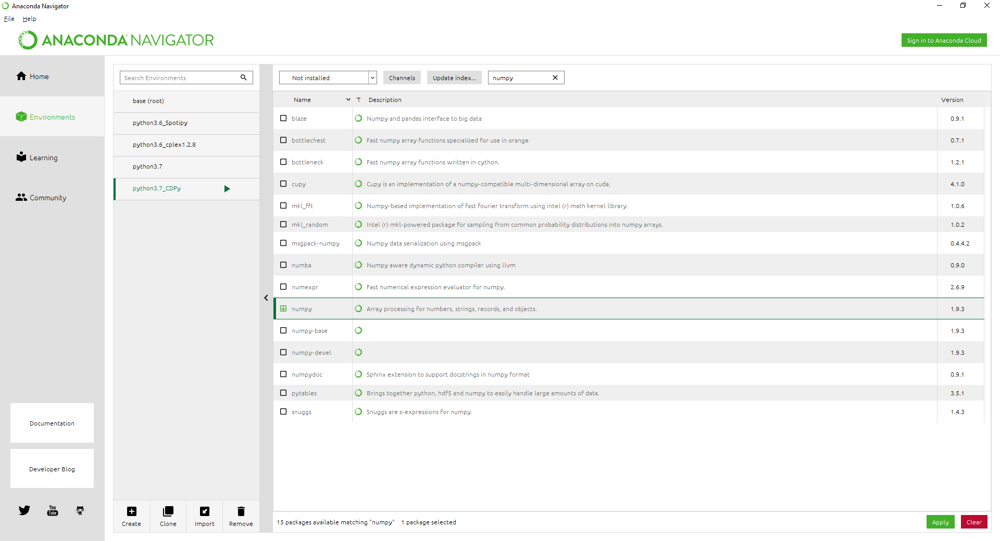 Anaconda Navigator
File Help
ANACONDA NAVIGATOR
Sign in to Anaconda Cloud
Home
Environments
Learning
Community
Documentation
Developer Blog
You
Tube
Search Environments
base (root)
python3.6_Spotipy
python3.6_cplex1.2.8
python3.7
python3.7_CDPy
Create Clone Import Remove
Not installed Channels Update index... numpy
Name T Description Version
blaze Numpy and pandas interface to big data 0.9.1
bottlechest Fast numpy array functions specialized for use in orange 0.7.1
bottleneck Fast numpy array functions written in cython. 1.2.1
cupy Cupy is an implementation of a numpy-compatible multi-dimensional array on cuda. 4.1.0
mkl_fft Numpy-based implementation of fast fourier transform using intel (r) math kernel library. 1.0.6
mkl_random Intel (r) mkl-powered package for sampling from common probability distributions into numpy arrays. 1.0.2
msgpack-numpy Numpy data serialization using msgpack 0.4.4.2
numba Numpy aware dynamic python compiler using llvm 0.9.0
numexpr Fast numerical expression evaluator for numpy. 2.6.9
numpy Array processing for numbers, strings, records, and objects. 1.9.3
numpy-base 1.9.3
numpy-devel 1.9.3
numpydoc Sphinx extension to support docstrings in numpy format 0.9.1
pytables Brings together python, hdf5 and numpy to easily handle large amounts of data. 3.5.1
snuggs Snuggs are s-expressions for numpy. 1.4.3
15 packages available matching "numpy" 1 package selected
Apply Clear